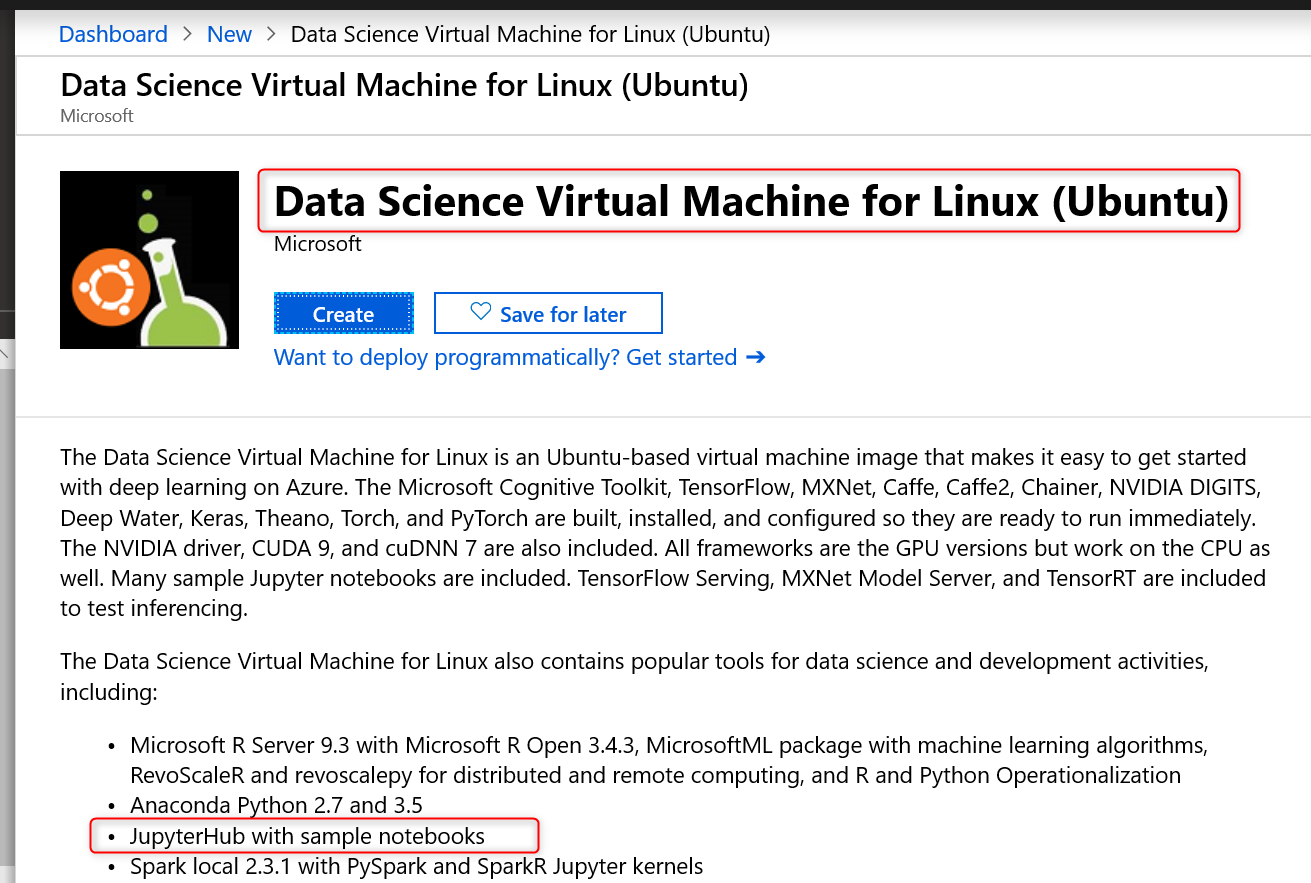 Dashboard > New > Data Science Virtual Machine for Linux (Ubuntu)
Data Science Virtual Machine for Linux (Ubuntu)
Microsoft
Data Science Virtual Machine for Linux (Ubuntu)
Microsoft
Create
Save for later
Want to deploy programmatically? Get started →
The Data Science Virtual Machine for Linux is an Ubuntu-based virtual machine image that makes it easy to get started
with deep learning on Azure. The Microsoft Cognitive Toolkit, TensorFlow, MXNet, Caffe, Caffe2, Chainer, NVIDIA DIGITS,
Deep Water, Keras, Theano, Torch, and PyTorch are built, installed, and configured so they are ready to run immediately.
The NVIDIA driver, CUDA 9, and cuDNN 7 are also included. All frameworks are the GPU versions but work on the CPU as
well. Many sample Jupyter notebooks are included. TensorFlow Serving, MXNet Model Server, and TensorRT are included
to test inferencing.
The Data Science Virtual Machine for Linux also contains popular tools for data science and development activities,
including:
• Microsoft R Server 9.3 with Microsoft R Open 3.4.3, MicrosoftML package with machine learning algorithms,
RevoScaleR and revoscalepy for distributed and remote computing, and R and Python Operationalization
• Anaconda Python 2.7 and 3.5
• JupyterHub with sample notebooks
• Spark local 2.3.1 with PySpark and SparkR Jupyter kernels